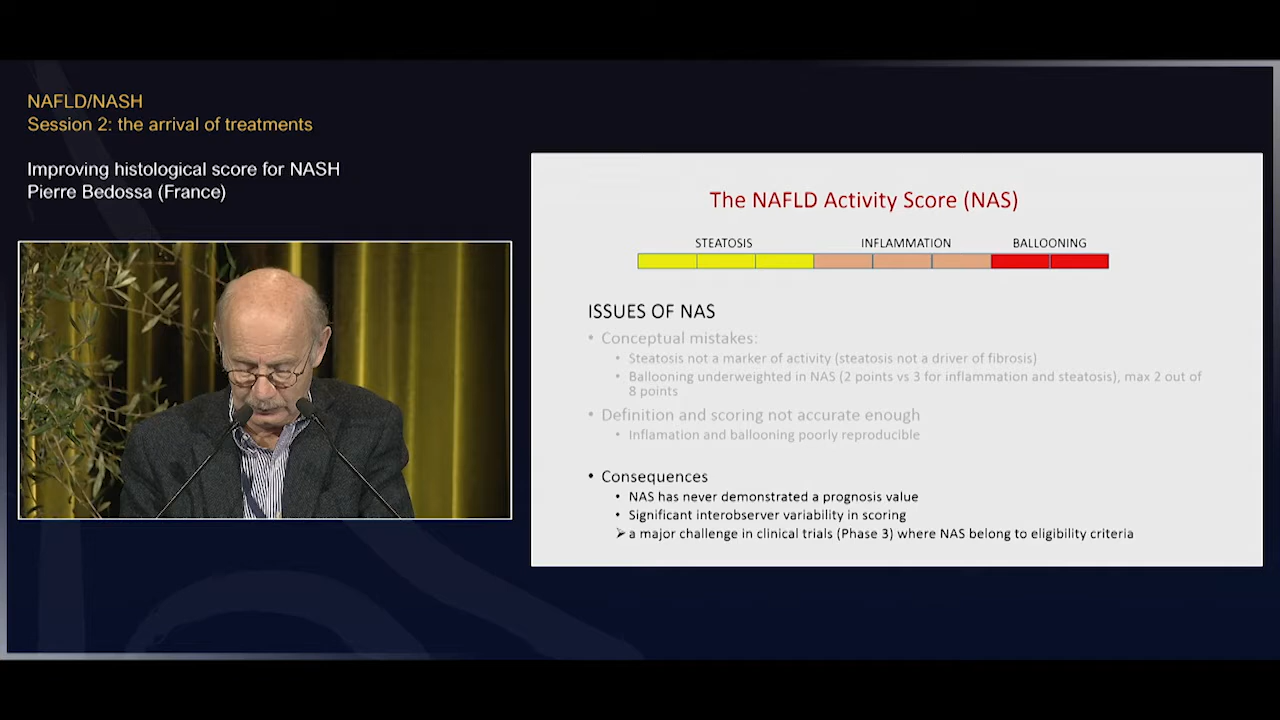 NAFLD/NASH
Session 2: the arrival of treatments
Improving histological score for NASH
Pierre Bedossa (France)
The NAFLD Activity Score (NAS)
STEATOSIS INFLAMMATION BALLOONING
ISSUES OF NAS
• Conceptual mistakes:
• Steatosis not a marker of activity (steatosis not a driver of fibrosis)
• Ballooning underweighted in NAS (2 points vs 3 for inflammation and steatosis), max 2 out of
8 points
• Definition and scoring not accurate enough
• Inflamation and ballooning poorly reproducible
• Consequences
• NAS has never demonstrated a prognosis value
• Significant interobserver variability in scoring
➢ a major challenge in clinical trials (Phase 3) where NAS belong to eligibility criteria